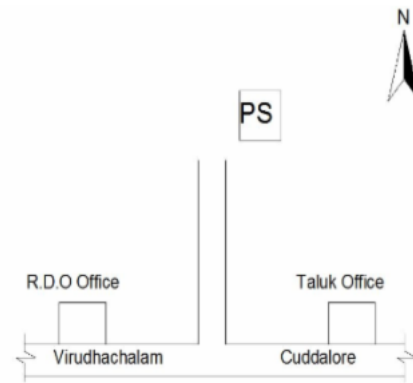 N
PS
R.D.O Office
Taluk Office
Virudhachalam
Cuddalore